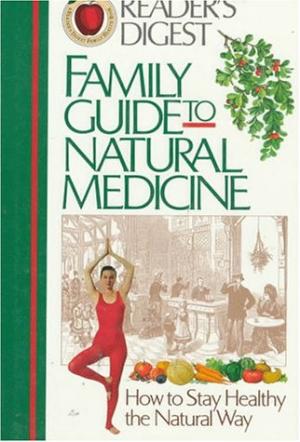 READER'S
DIGEST
FAMILY
GUIDE TO
NATURAL
MEDICINE
How to Stay Healthy
the Natural Way